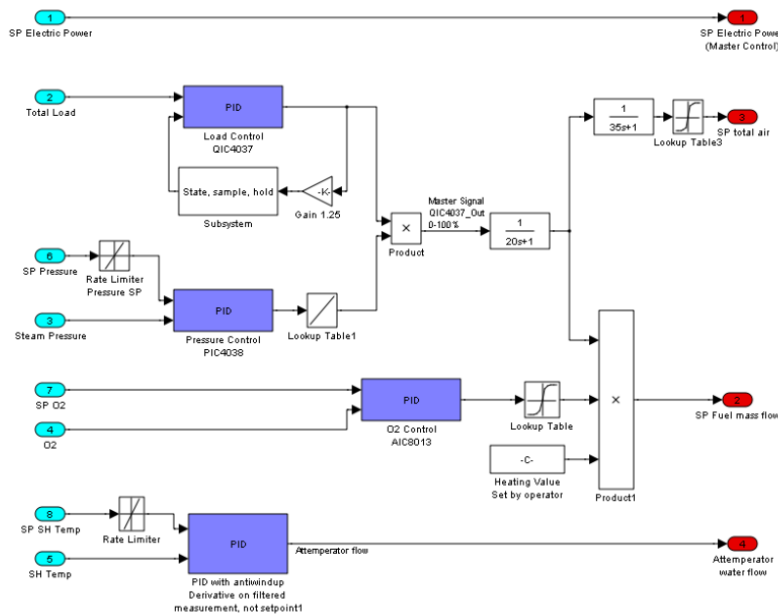 1
SP Electric Power
1
SP Electric Power
(Master Control)
2
Total Load
PID
Load Control
QIC4037
State, sample, hold
Subsystem
-K-
Gain 1.25
1
35s+1
Lookup Table3
3
SP total air
Master Signal
QIC4037_Out
0-100%
×
Product
1
20s+1
6
SP Pressure
Rate Limiter
Pressure SP
3
Steam Pressure
PID
Pressure Control
PIC4038
Lookup Table1
7
SP O2
4
O2
PID
O2 Control
AIC8013
Lookup Table
-C-
Heating Value
Set by operator
×
Product1
2
SP Fuel mass flow
8
SP SH Temp
Rate Limiter
5
SH Temp
PID
PID with antiwindup
Derivative on filtered
measurement, not setpoint1
Attemperator flow
4
Attemperator
water flow